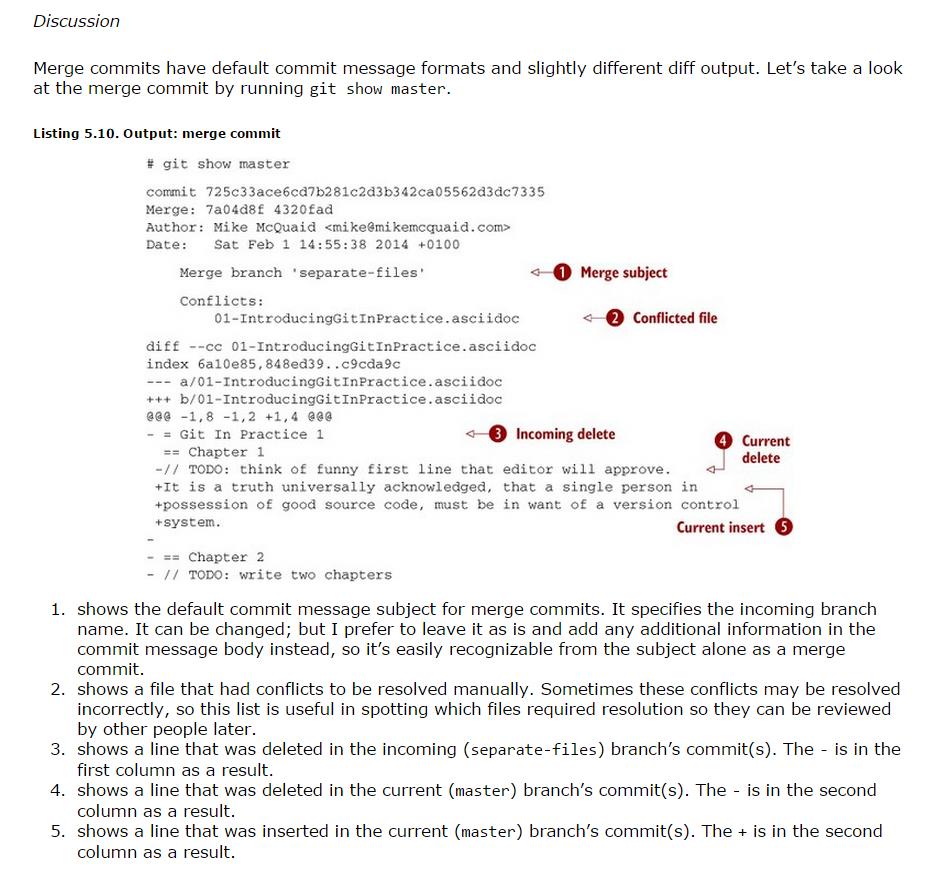 Discussion
Merge commits have default commit message formats and slightly different diff output. Let's take a look
at the merge commit by running git show master.
Listing 5.10. Output: merge commit
# git show master
commit 725c33ace6cd7b281c2d3b342ca05562d3dc7335
Merge: 7a04d8f 4320fad
Author: Mike McQuaid <mike@mikemcquaid.com>
Date:   Sat Feb 1 14:55:38 2014 +0100
    Merge branch 'separate-files' 1 Merge subject
    Conflicts:
        01-IntroducingGitInPractice.asciidoc 2 Conflicted file
diff --cc 01-IntroducingGitInPractice.asciidoc
index 6a10e85,848ed39..c9cda9c
--- a/01-IntroducingGitInPractice.asciidoc
+++ b/01-IntroducingGitInPractice.asciidoc
@@@ -1,8 -1,2 +1,4 @@@
- = Git In Practice 1 3 Incoming delete
  == Chapter 1 4 Current delete
 -// TODO: think of funny first line that editor will approve.
 +It is a truth universally acknowledged, that a single person in
 +possession of good source code, must be in want of a version control
 +system. Current insert 5
-
- == Chapter 2
- // TODO: write two chapters
1. shows the default commit message subject for merge commits. It specifies the incoming branch
name. It can be changed; but I prefer to leave it as is and add any additional information in the
commit message body instead, so it's easily recognizable from the subject alone as a merge
commit.
2. shows a file that had conflicts to be resolved manually. Sometimes these conflicts may be resolved
incorrectly, so this list is useful in spotting which files required resolution so they can be reviewed
by other people later.
3. shows a line that was deleted in the incoming (separate-files) branch's commit(s). The - is in the
first column as a result.
4. shows a line that was deleted in the current (master) branch's commit(s). The - is in the second
column as a result.
5. shows a line that was inserted in the current (master) branch's commit(s). The + is in the second
column as a result.